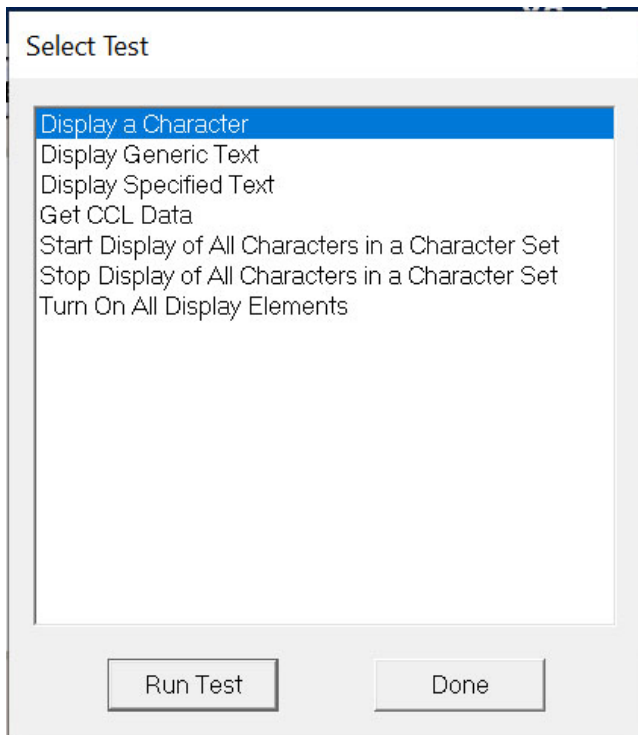 Select Test
Display a Character
Display Generic Text
Display Specified Text
Get CCL Data
Start Display of All Characters in a Character Set
Stop Display of All Characters in a Character Set
Turn On All Display Elements
Run Test Done